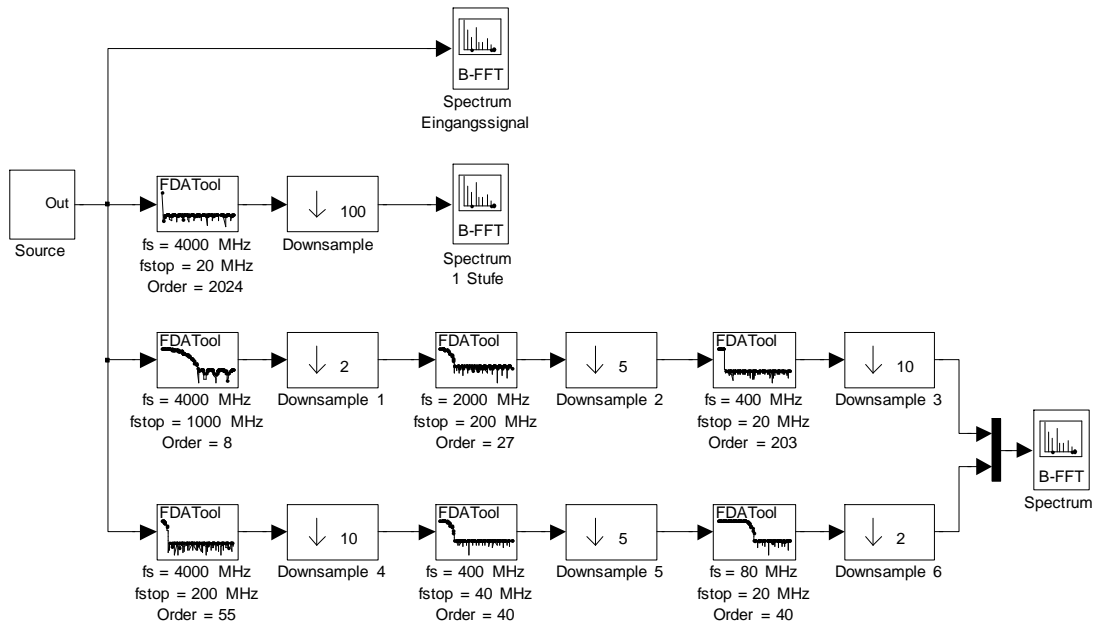 B-FFT
Spectrum
Eingangssignal
Out
Source
FDATool
fs = 4000 MHz
fstop = 20 MHz
Order = 2024
100
Downsample
B-FFT
Spectrum
1 Stufe
FDATool
fs = 4000 MHz
fstop = 1000 MHz
Order = 8
2
Downsample 1
FDATool
fs = 2000 MHz
fstop = 200 MHz
Order = 27
5
Downsample 2
FDATool
fs = 400 MHz
fstop = 20 MHz
Order = 203
10
Downsample 3
B-FFT
Spectrum
FDATool
fs = 4000 MHz
fstop = 200 MHz
Order = 55
10
Downsample 4
FDATool
fs = 400 MHz
fstop = 40 MHz
Order = 40
5
Downsample 5
FDATool
fs = 80 MHz
fstop = 20 MHz
Order = 40
2
Downsample 6